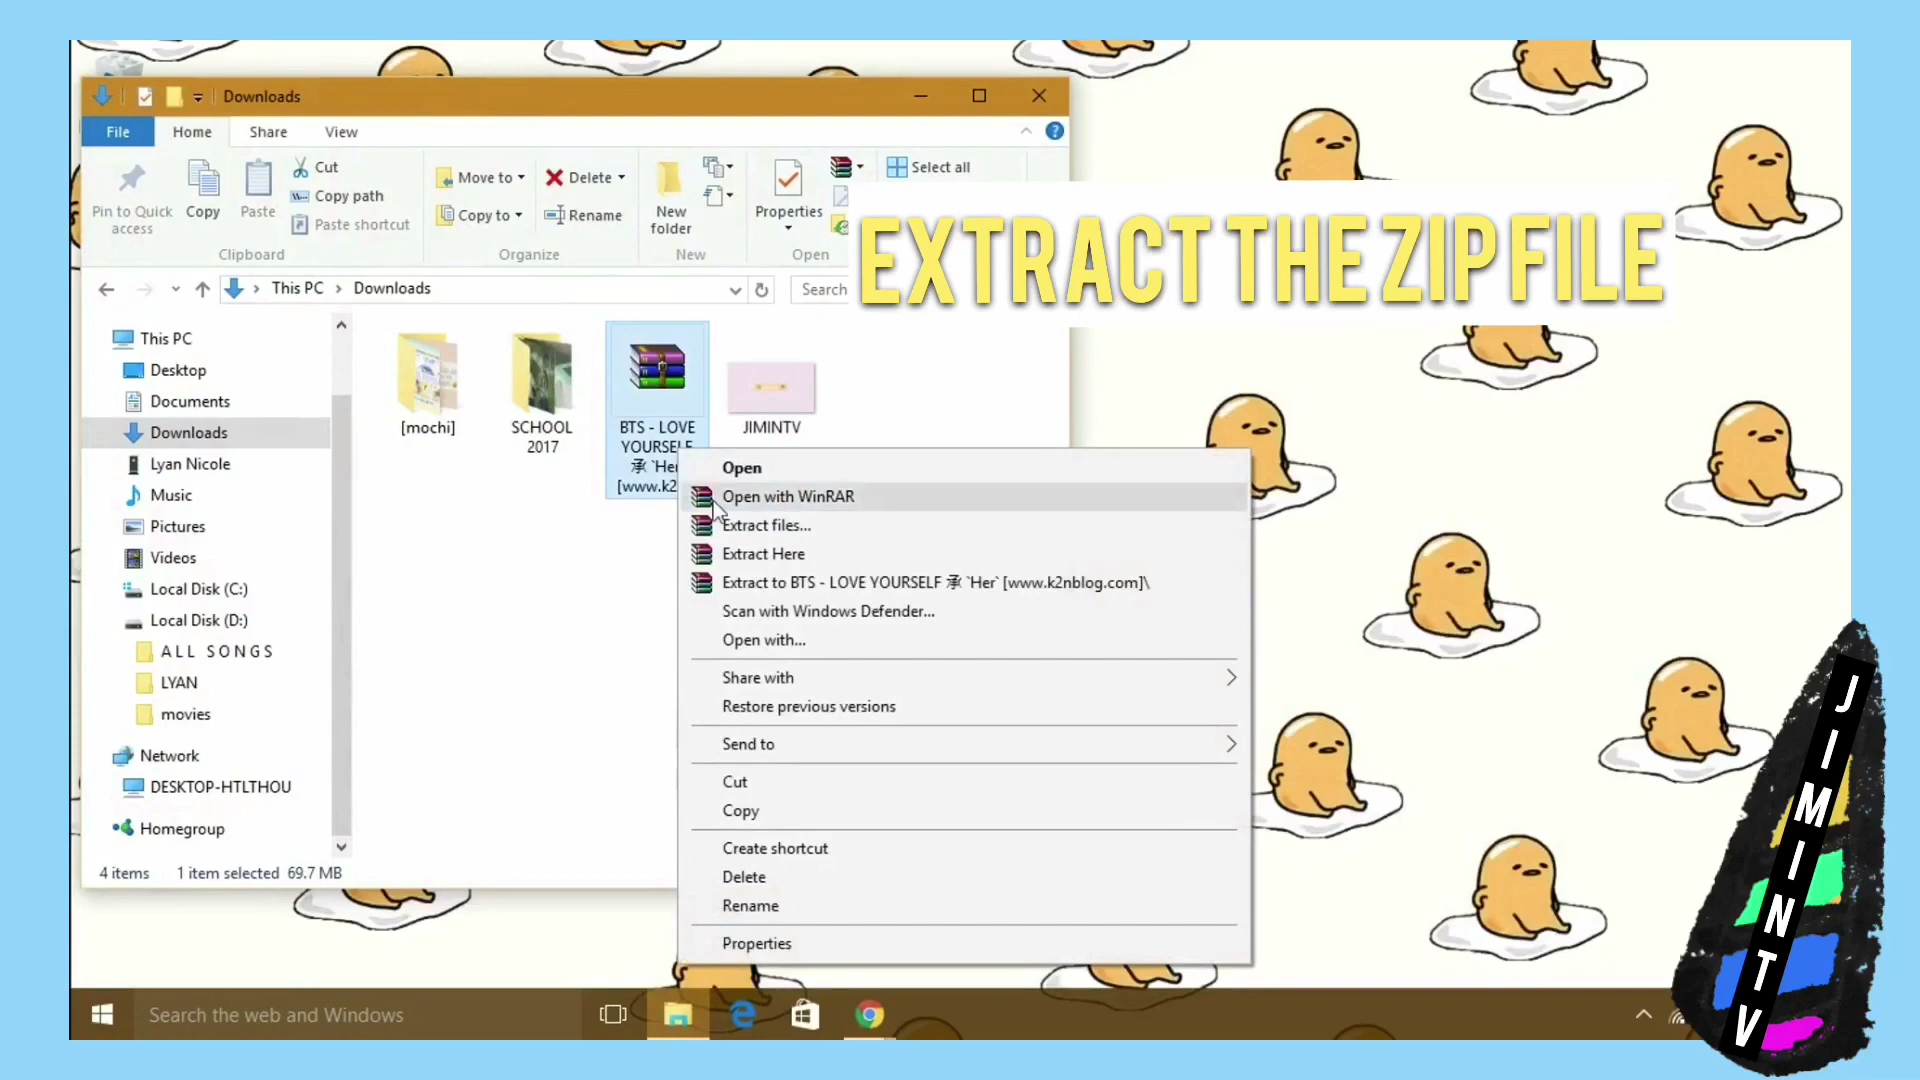 Downloads
File Home Share View
Pin to Quick access
Copy
Paste
Cut
Copy path
Paste shortcut
Clipboard
Move to
Copy to
Delete
Rename
Organize
New folder
New
Properties
Open
Select all
EXTRACT THE ZIP FILE
This PC > Downloads
Search
This PC
Desktop
Documents
Downloads
Lyan Nicole
Music
Pictures
Videos
Local Disk (C:)
Local Disk (D:)
A L L S O N G S
LYAN
movies
Network
DESKTOP-HTLTHOU
Homegroup
[mochi]
SCHOOL
2017
BTS - LOVE
YOURSELF
承 `He
[www.k2
JIMINTV
Open
Open with WinRAR
Extract files...
Extract Here
Extract to BTS - LOVE YOURSELF 承 `Her` [www.k2nblog.com]\
Scan with Windows Defender...
Open with...
Share with
Restore previous versions
Send to
Cut
Copy
Create shortcut
Delete
Rename
Properties
4 items 1 item selected 69.7 MB
Search the web and Windows
JIMINTV